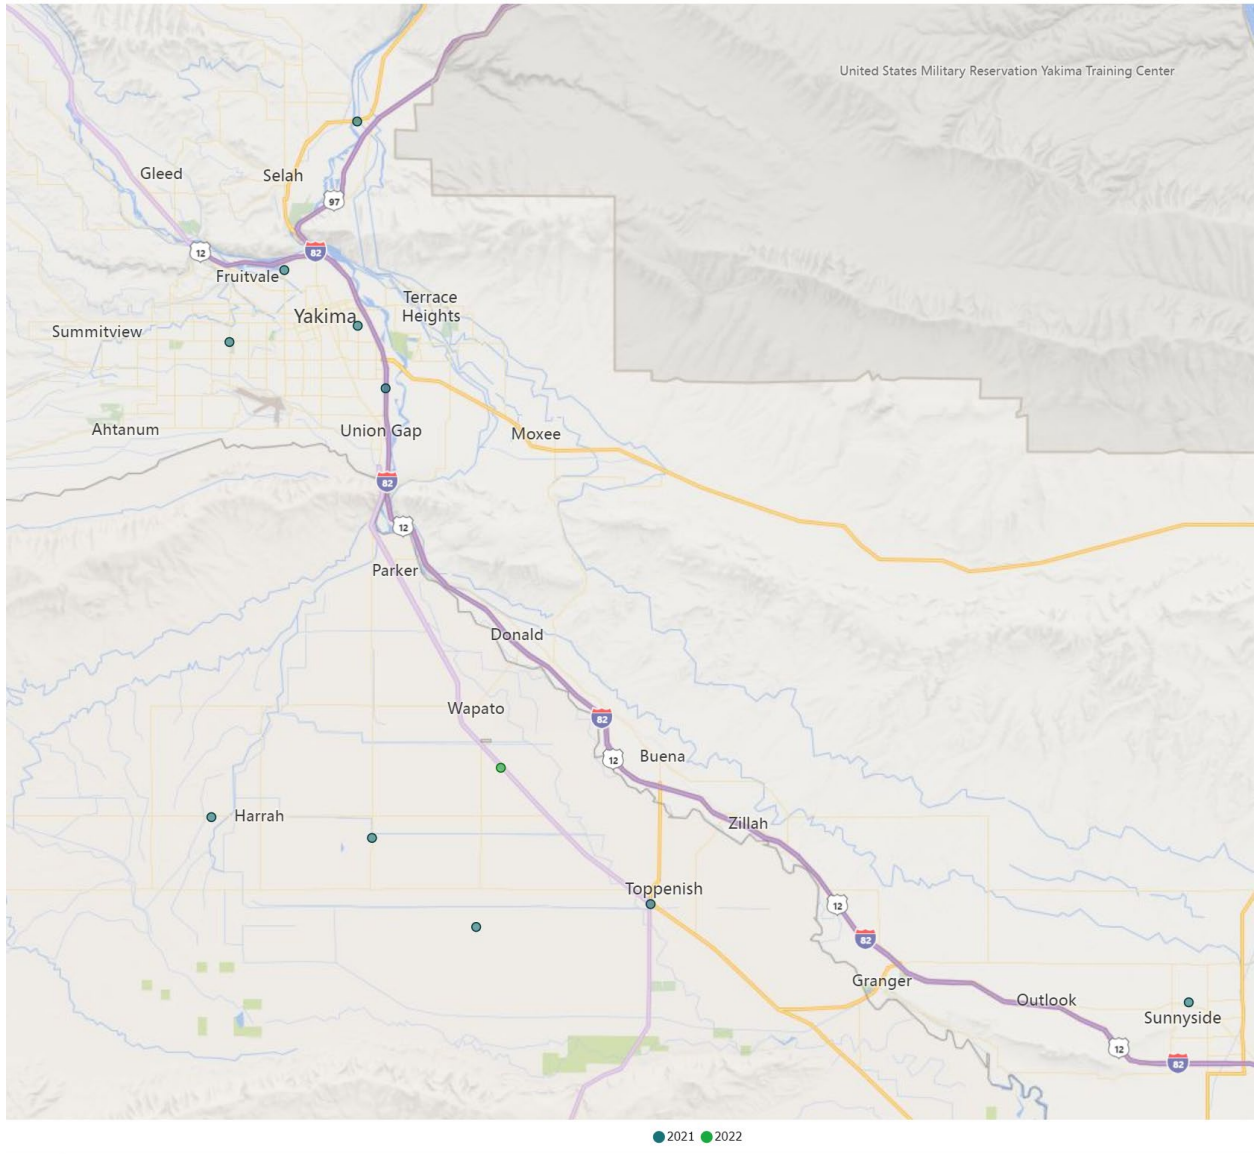 United States Military Reservation Yakima Training Center
Gleed
Selah
97
12
82
Fruitvale
Terrace
Heights
Yakima
Summitview
Ahtanum
Union Gap
Moxee
82
12
Parker
Donald
Wapato
82
12
Buena
Harrah
Zillah
Toppenish
12
82
Granger
Outlook
Sunnyside
12
82
2021
2022